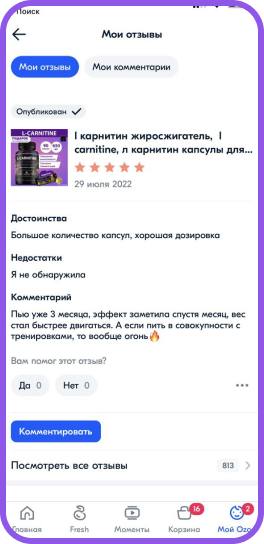 Поиск
Мои отзывы
Мои отзывы
Мои комментарии
Опубликован
L-CARNITINE
l карнитин жиросжигатель, l
carnitine, л карнитин капсулы для...
29 июля 2022
Достоинства
Большое количество капсул, хорошая дозировка
Недостатки
Я не обнаружила
Комментарий
Пью уже 3 месяца, эффект заметила спустя месяц, вес
стал быстрее двигаться. А если пить в совокупности с
тренировками, то вообще огонь🔥
Вам помог этот отзыв?
Да 0
Нет 0
Комментировать
Посмотреть все отзывы
813
16
2
Главная
Fresh
Моменты
Корзина
Мой Ozon